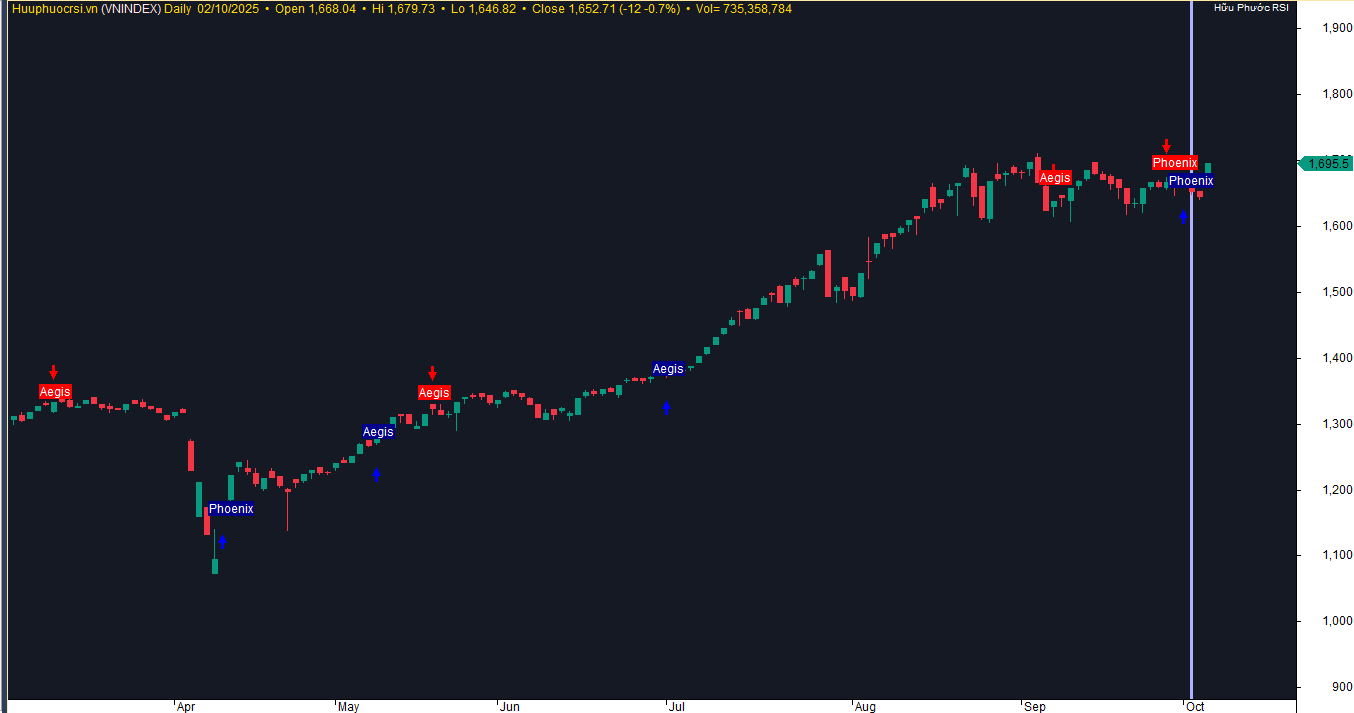 Huuphuocrsi.vn (VNINDEX) Daily 02/10/2025 • Open 1,668.04 • Hi 1,679.73 • Lo 1,646.82 • Close 1,652.71 (-12 -0.7%) • Vol= 735,358,784
Hữu Phước RSI
1,900
1,800
1,695.5
1,600
1,500
1,400
1,300
1,200
1,100
1,000
900
Phoenix
Aegis
Phoenix
Aegis
Aegis
Aegis
Aegis
Phoenix
Apr
May
Jun
Jul
Aug
Sep
Oct